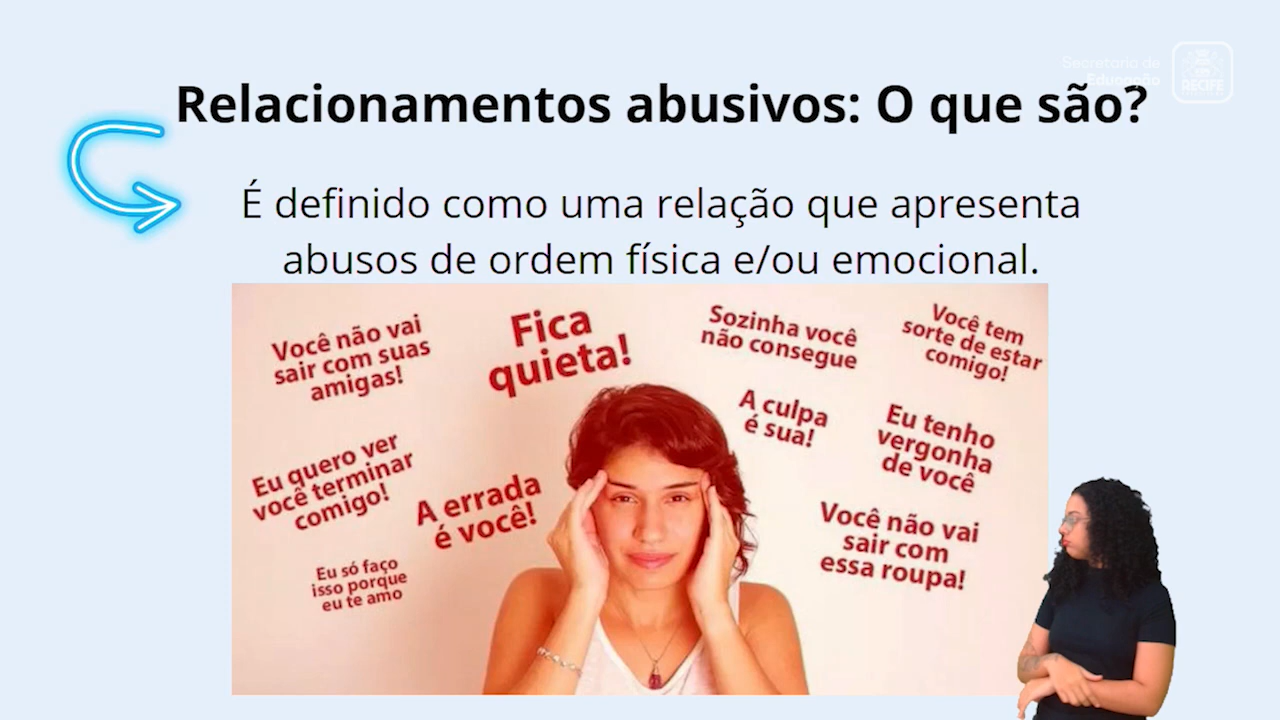 Secretaria de
Educação
RECIFE
Relacionamentos abusivos: O que são?
É definido como uma relação que apresenta
abusos de ordem física e/ou emocional.
Você não vai
sair com suas
amigas!
Fica
quieta!
Sozinha você
não consegue
Você tem
sorte de estar
comigo!
A culpa
é sua!
Eu tenho
vergonha
de você
Eu quero ver
você terminar
comigo!
A errada
é você!
Você não vai
sair com
essa roupa!
Eu só faço
isso porque
eu te amo